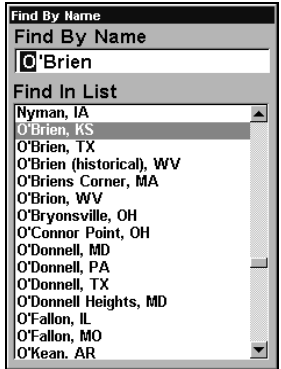 Find By Name
Find By Name
O'Brien
Find In List
Nyman, IA
O'Brien, KS
O'Brien, TX
O'Brien (historical), WV
O'Briens Corner, MA
O'Brion, WV
O'Bryonsville, OH
O'Connor Point, OH
O'Donnell, MD
O'Donnell, PA
O'Donnell, TX
O'Donnell Heights, MD
O'Fallon, IL
O'Fallon, MO
O'Kean, AR